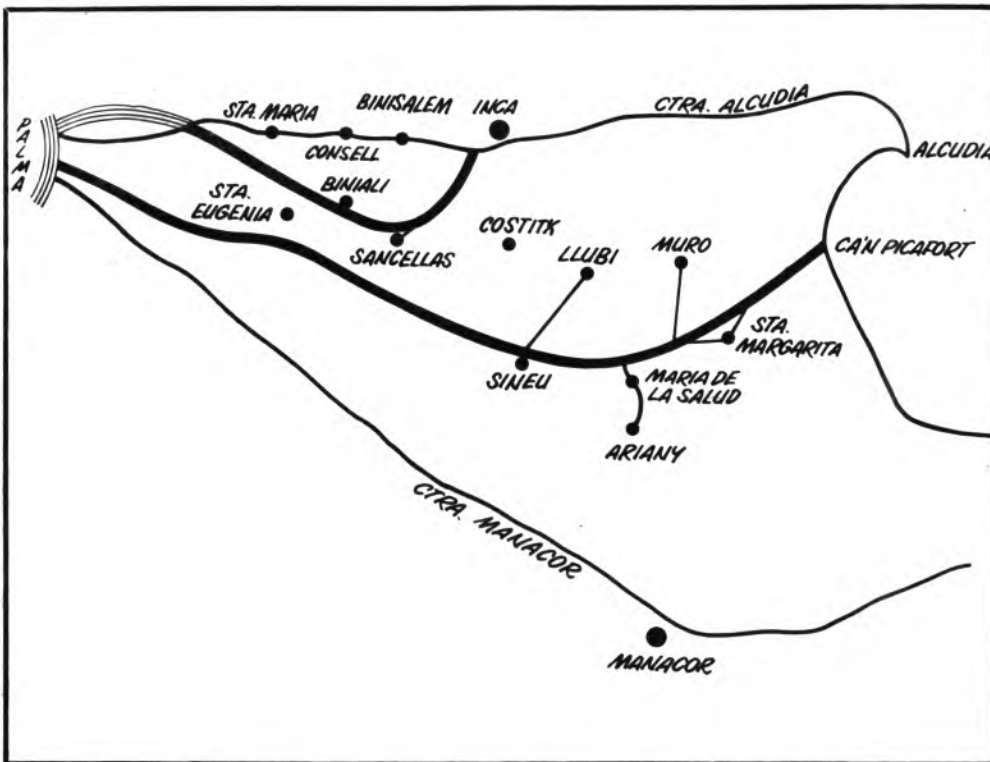 PALMA
STA. MARIA
BINISALEM
INCA
CTRA. ALCUDIA
CONSELL
ALCUDIA
BINIALI
STA.
EUGENIA
SANCELLAS
COSTITX
LLUBI
MURO
CA'N PICAFORT
STA.
MARGARITA
SINEU
MARIA DE
LA SALUD
ARIANY
CTRA. MANACOR
MANACOR